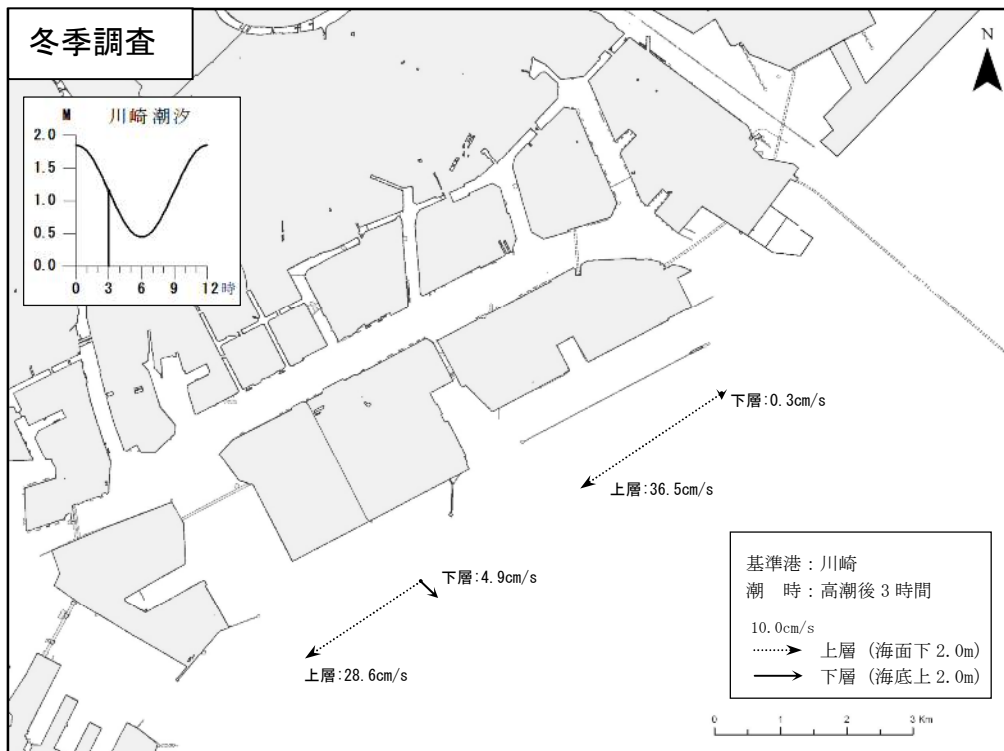 冬季調査
N
M 川崎潮汐
2.0
1.5
1.0
0.5
0.0
0 3 6 9 12時
下層:0.3cm/s
上層:36.5cm/s
下層:4.9cm/s
上層:28.6cm/s
基準港：川崎
潮　時：高潮後 3 時間
10.0cm/s
上層 (海面下 2.0m)
下層 (海底上 2.0m)
0 1 2 3 Km